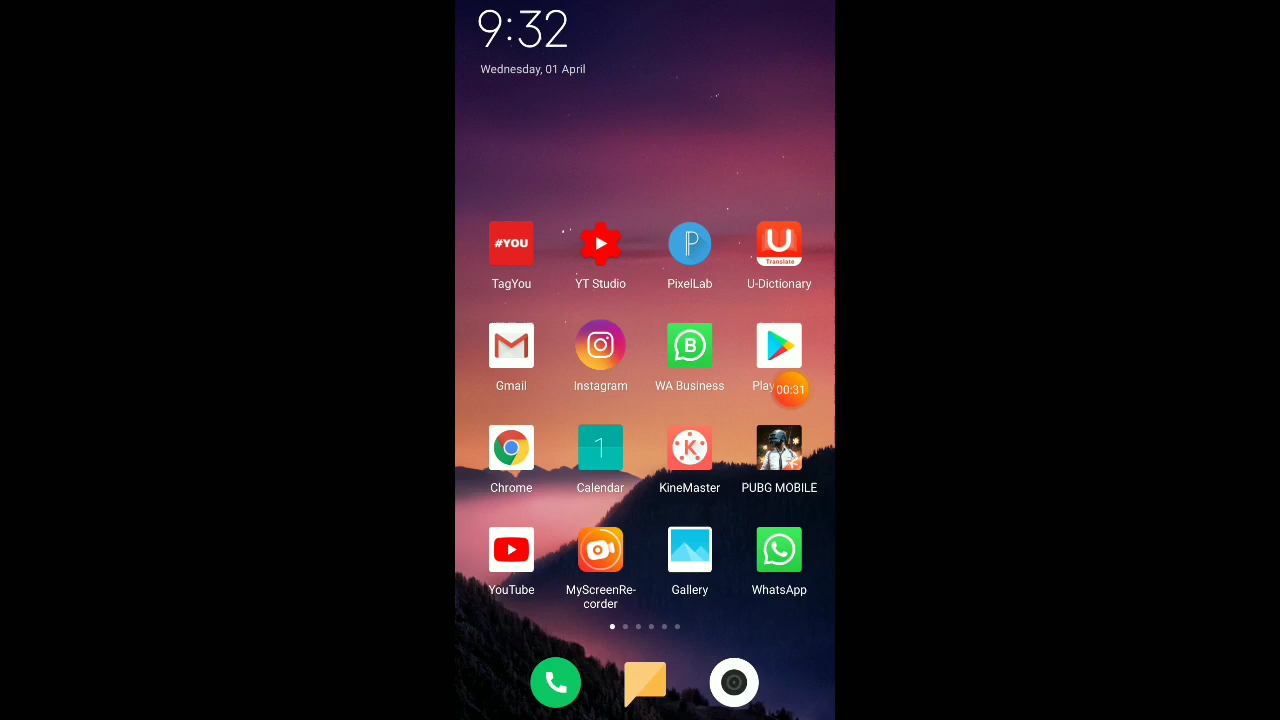 9:32
Wednesday, 01 April
#YOU
U
Translate
TagYou
YT Studio
PixelLab
U-Dictionary
B
Gmail
Instagram
WA Business
Play
00:31
1
K
Chrome
Calendar
KineMaster
PUBG MOBILE
YouTube
MyScreenRe-
corder
Gallery
WhatsApp